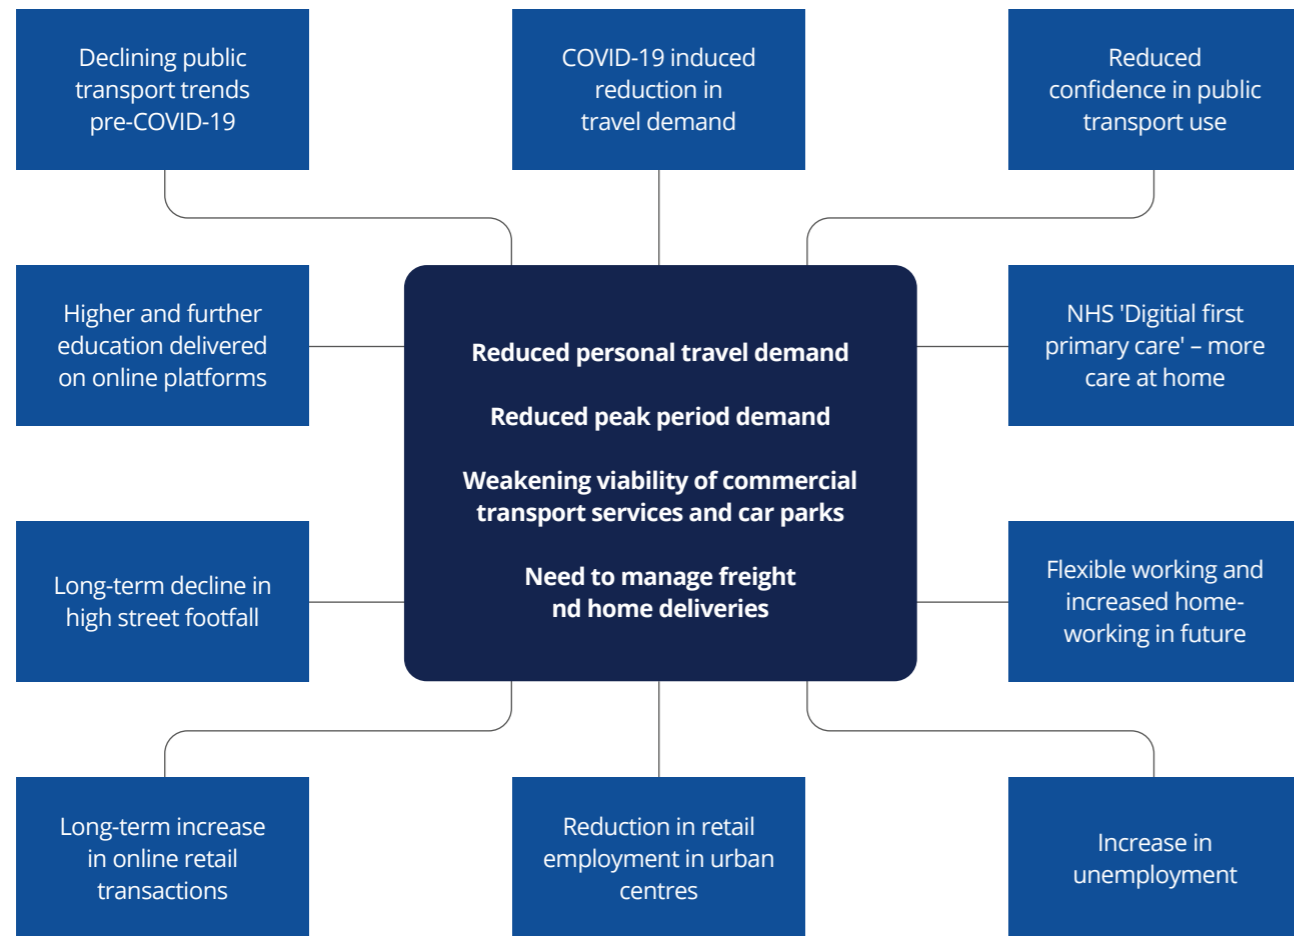 Declining public
transport trends
pre-COVID-19
COVID-19 induced
reduction in
travel demand
Reduced
confidence in public
transport use
Higher and further
education delivered
on online platforms
Reduced personal travel demand
Reduced peak period demand
Weakening viability of commercial
transport services and car parks
Need to manage freight
nd home deliveries
NHS 'Digitial first
primary care' – more
care at home
Long-term decline in
high street footfall
Flexible working and
increased home-
working in future
Long-term increase
in online retail
transactions
Reduction in retail
employment in urban
centres
Increase in
unemployment